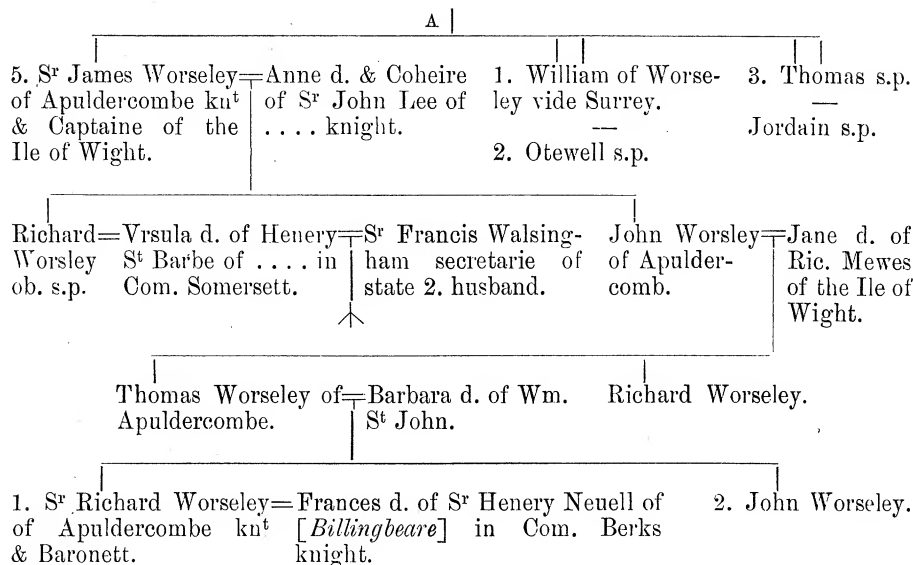 A
5. Sʳ James Worseley
of Apuldercombe knᵗ
& Captaine of the
Ile of Wight.
Anne d. & Coheire
of Sʳ John Lee of
. . . . knight.
1. William of Worse-
ley vide Surrey.
—
2. Otewell s.p.
3. Thomas s.p.
—
Jordain s.p.
Richard
Worsley
ob. s.p.
Vrsula d. of Henery
Sᵗ Barbe of . . . . in
Com. Somersett.
Sʳ Francis Walsing-
ham secretarie of
state 2. husband.
John Worsley
of Apulder-
comb.
Jane d. of
Ric. Mewes
of the Ile of
Wight.
Thomas Worseley of
Apuldercombe.
Barbara d. of Wm.
Sᵗ John.
Richard Worseley.
1. Sʳ Richard Worseley
of Apuldercombe knᵗ
& Baronett.
Frances d. of Sʳ Henery Neuell of
[Billingbeare] in Com. Berks
knight.
2. John Worseley.